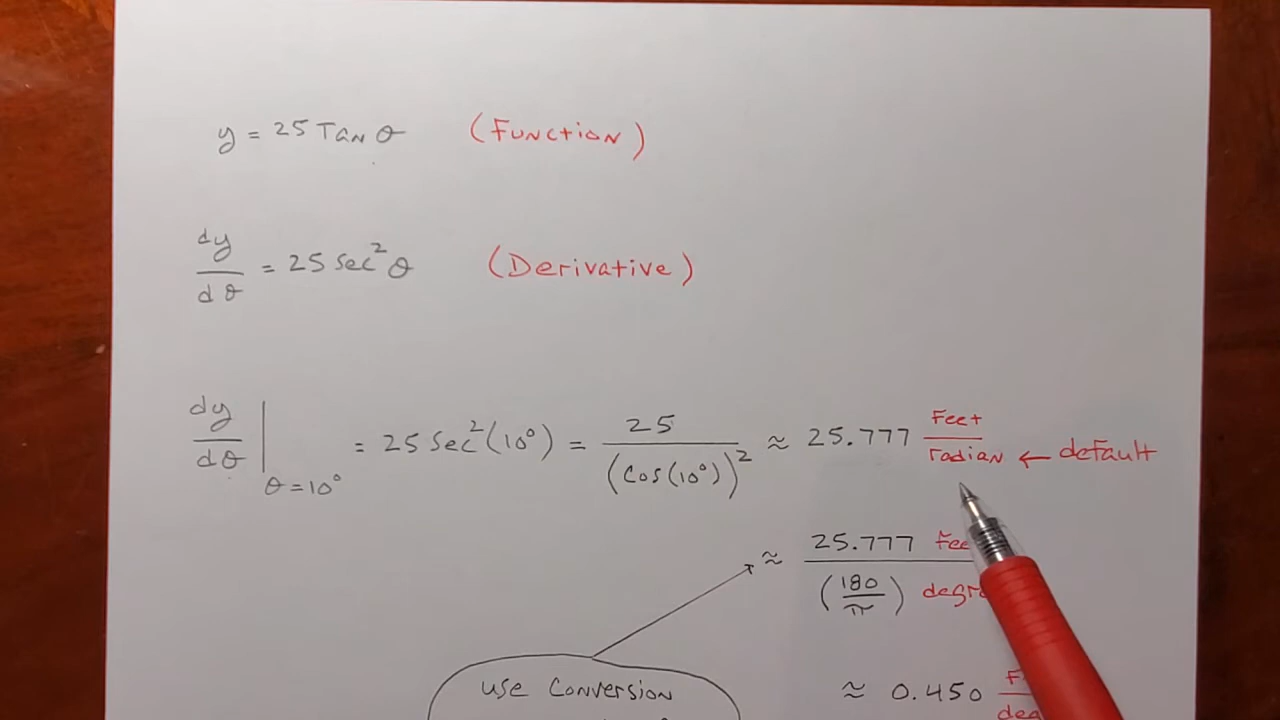 y = 25 Tan θ (Function)
dy/dθ = 25 Sec²θ (Derivative)
dy/dθ | θ=10° = 25 Sec²(10°) = 25/(Cos(10°))² ≈ 25.777 Feet/radian ← default
≈ 25.777 / (180/π)
use Conversion
≈ 0.450